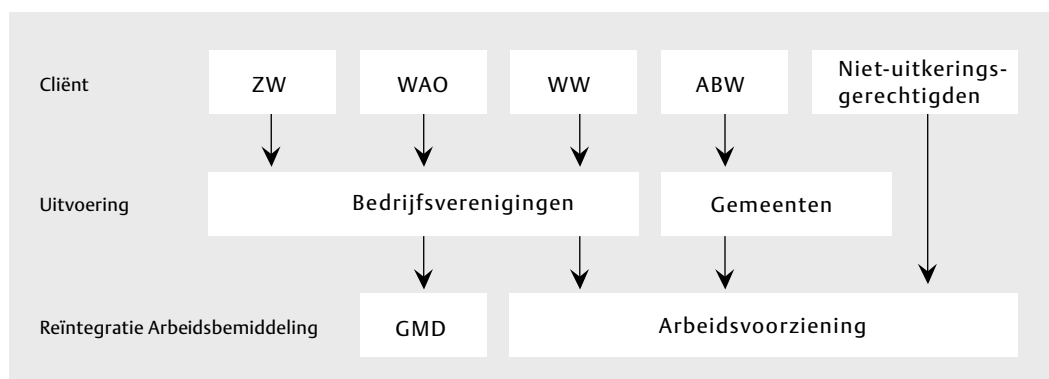 Cliënt
ZW
WAO
WW
ABW
Niet-uitkerings-
gerechtigden
Uitvoering
Bedrijfsverenigingen
Gemeenten
Reïntegratie Arbeidsbemiddeling
GMD
Arbeidsvoorziening